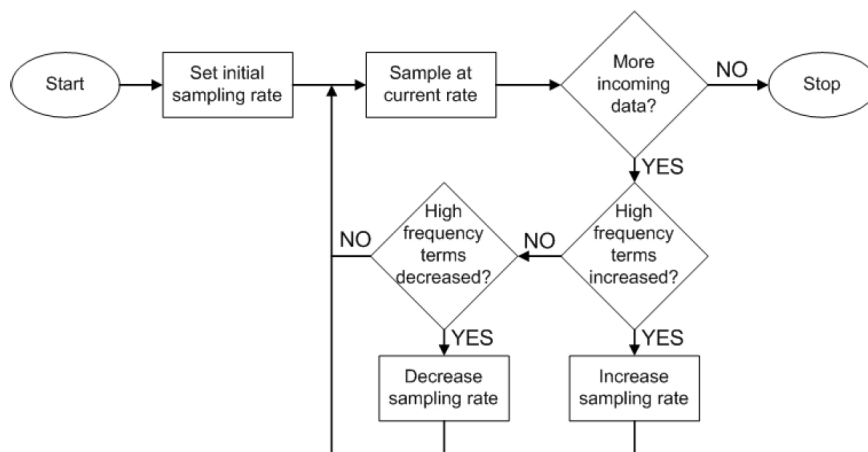 Start
Set initial
sampling rate
Sample at
current rate
More
incoming
data?
NO
Stop
YES
High
frequency
terms
increased?
NO
High
frequency
terms
decreased?
NO
YES
YES
Decrease
sampling rate
Increase
sampling rate